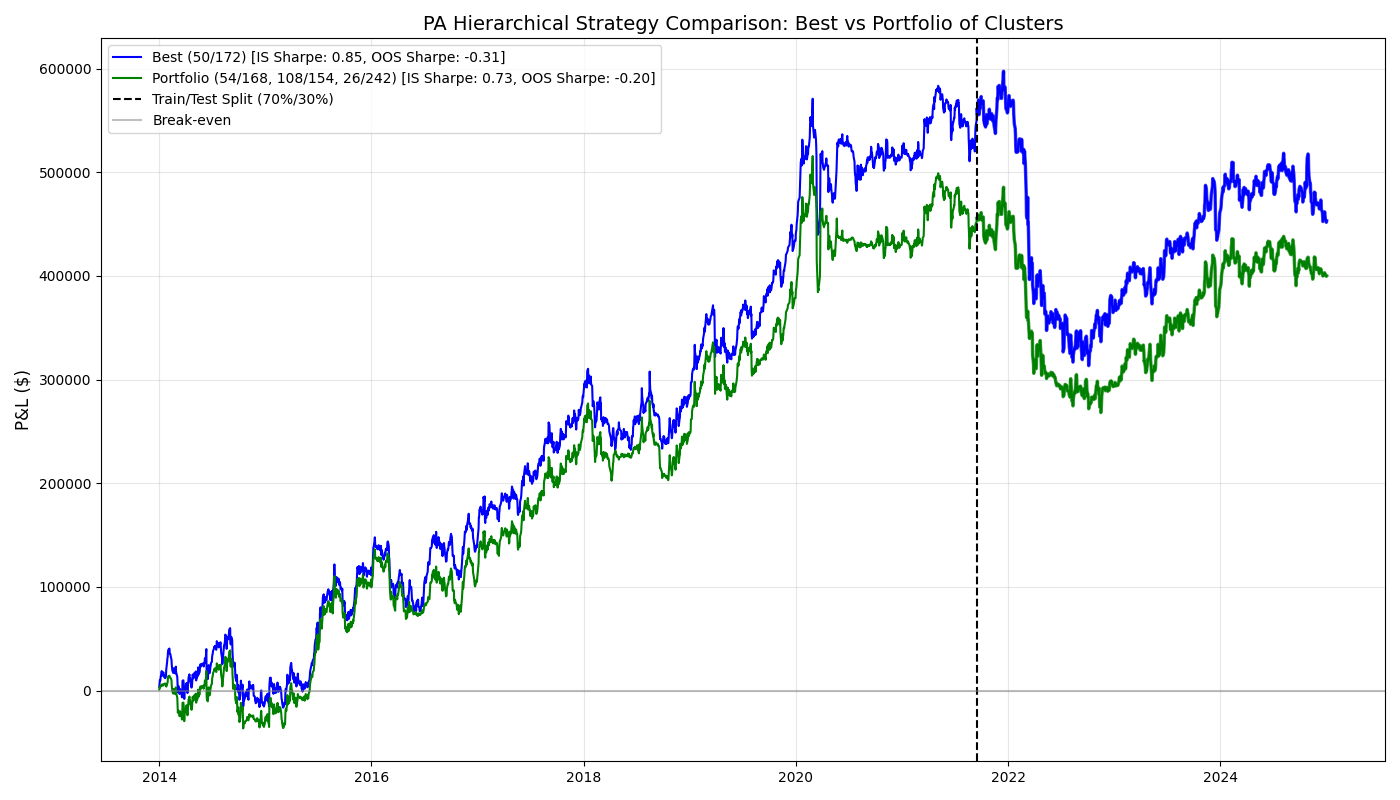 PA Hierarchical Strategy Comparison: Best vs Portfolio of Clusters
Best (50/172) [IS Sharpe: 0.85, OOS Sharpe: -0.31]
Portfolio (54/168, 108/154, 26/242) [IS Sharpe: 0.73, OOS Sharpe: -0.20]
Train/Test Split (70%/30%)
Break-even
P&L ($)
600000
500000
400000
300000
200000
100000
0
2014
2016
2018
2020
2022
2024